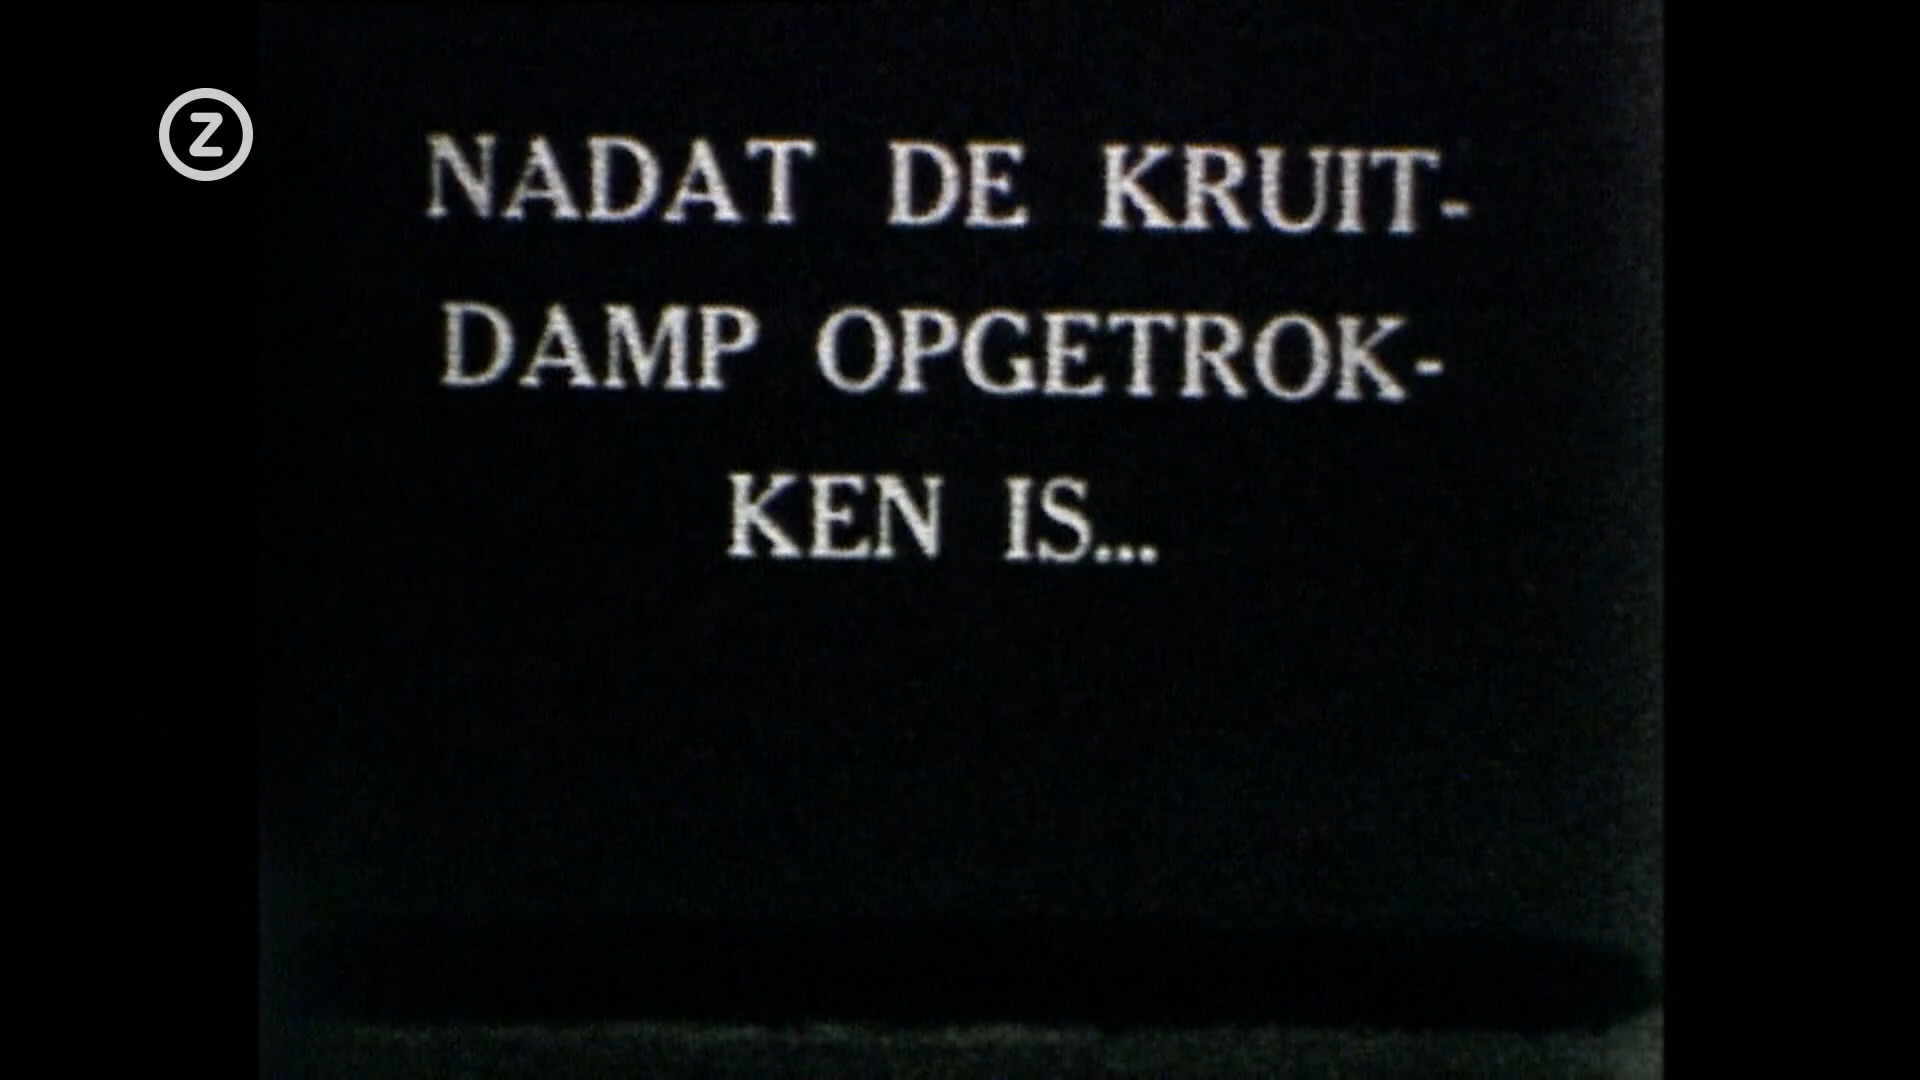 Z
NADAT DE KRUIT-
DAMP OPGETROK-
KEN IS...